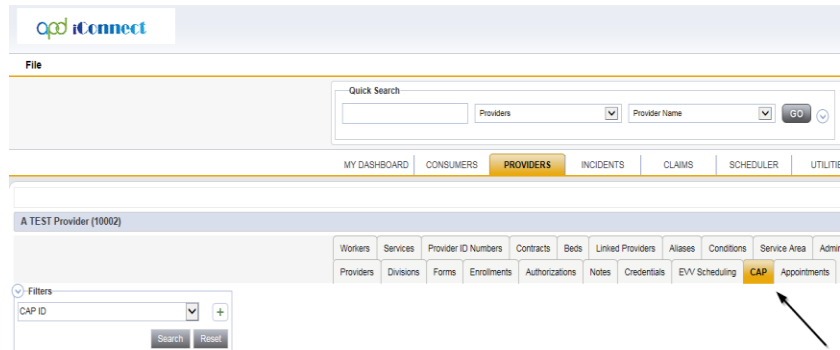 apd iConnect
File
Quick Search
Providers Provider Name GO
MY DASHBOARD CONSUMERS PROVIDERS INCIDENTS CLAIMS SCHEDULER
A TEST Provider (10002)
Workers Services Provider ID Numbers Contracts Beds Linked Providers Aliases Conditions Service Area
Providers Divisions Forms Enrollments Authorizations Notes Credentials EVV Scheduling CAP Appointments
Filters
CAP ID +
Search Reset